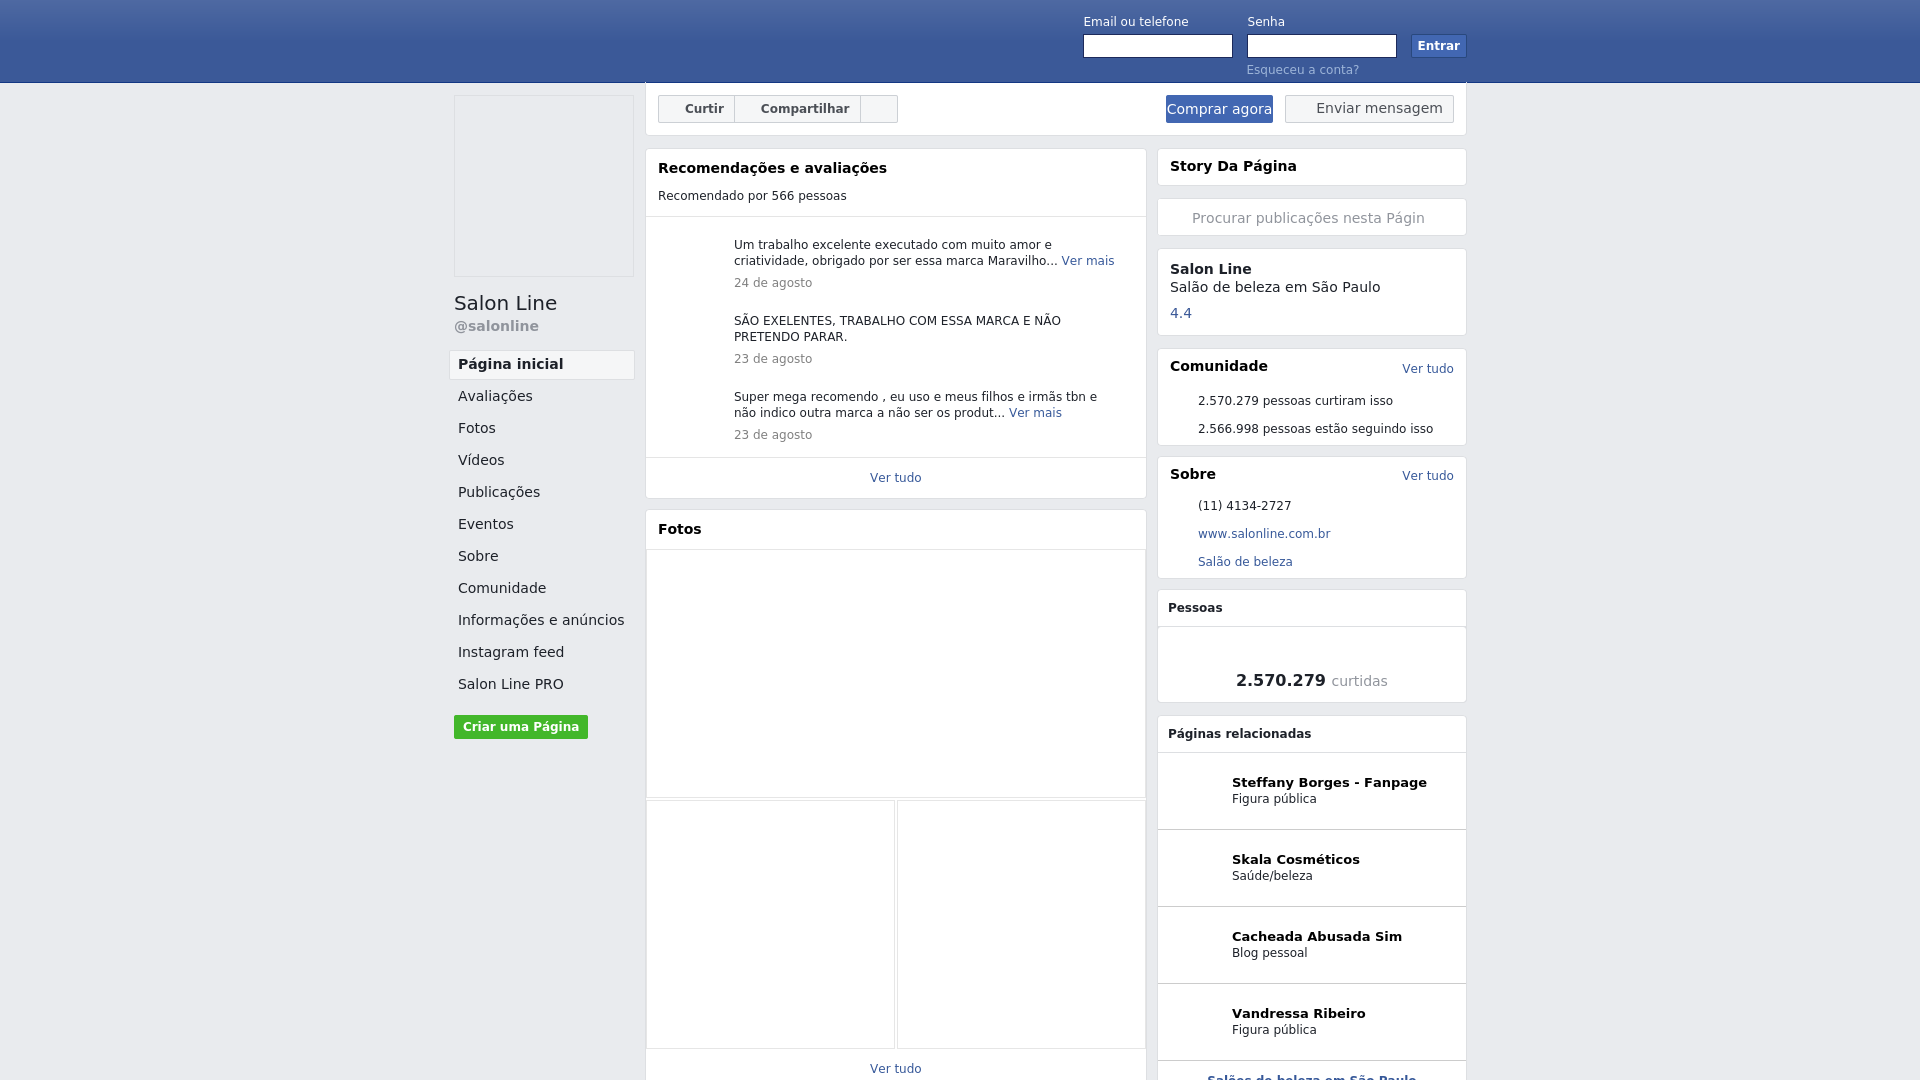 Email ou telefone
Senha
Entrar
Esqueceu a conta?
Curtir
Compartilhar
Comprar agora
Enviar mensagem
Salon Line
@salonline
Página inicial
Avaliações
Fotos
Vídeos
Publicações
Eventos
Sobre
Comunidade
Informações e anúncios
Instagram feed
Salon Line PRO
Criar uma Página
Recomendações e avaliações
Recomendado por 566 pessoas
Um trabalho excelente executado com muito amor e
criatividade, obrigado por ser essa marca Maravilho... Ver mais
24 de agosto
SÃO EXELENTES, TRABALHO COM ESSA MARCA E NÃO
PRETENDO PARAR.
23 de agosto
Super mega recomendo , eu uso e meus filhos e irmãs tbn e
não indico outra marca a não ser os produt... Ver mais
23 de agosto
Ver tudo
Fotos
Ver tudo
Story Da Página
Procurar publicações nesta Págin
Salon Line
Salão de beleza em São Paulo
4.4
Comunidade
Ver tudo
2.570.279 pessoas curtiram isso
2.566.998 pessoas estão seguindo isso
Sobre
Ver tudo
(11) 4134-2727
www.salonline.com.br
Salão de beleza
Pessoas
2.570.279 curtidas
Páginas relacionadas
Steffany Borges - Fanpage
Figura pública
Skala Cosméticos
Saúde/beleza
Cacheada Abusada Sim
Blog pessoal
Vandressa Ribeiro
Figura pública
Salões de beleza em São Paulo